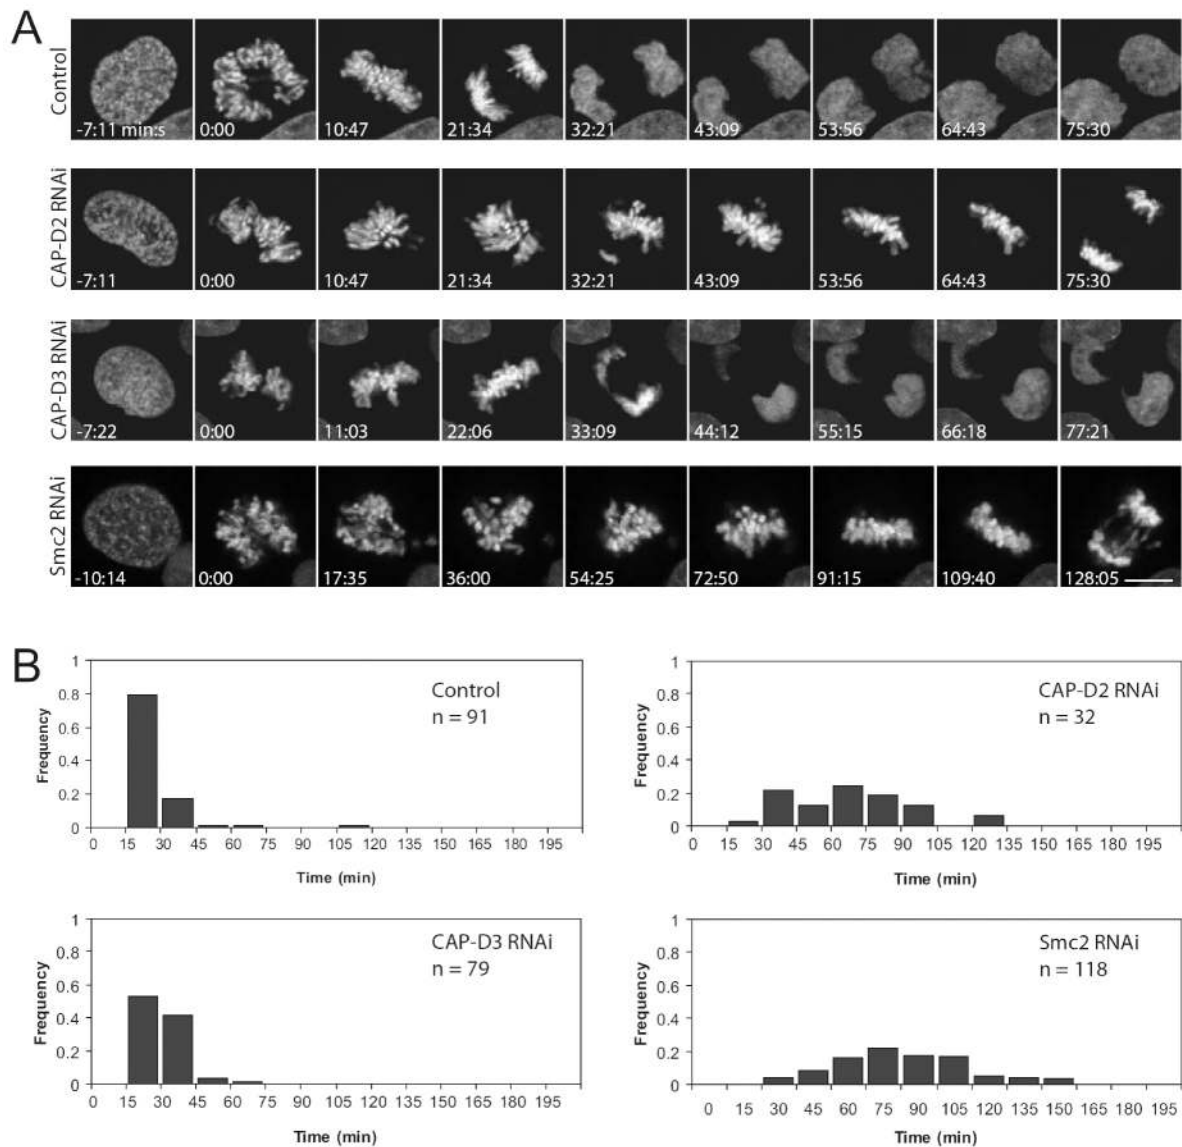 A
Control
-7:11 min:s 0:00 10:47 21:34 32:21 43:09 53:56 64:43 75:30
CAP-D2 RNAi
-7:11 0:00 10:47 21:34 32:21 43:09 53:56 64:43 75:30
CAP-D3 RNAi
-7:22 0:00 11:03 22:06 33:09 44:12 55:15 66:18 77:21
Smc2 RNAi
-10:14 0:00 17:35 36:00 54:25 72:50 91:15 109:40 128:05
B
Control
n = 91
Frequency
1
0.8
0.6
0.4
0.2
0
0 15 30 45 60 75 90 105 120 135 145 165 180 195
Time (min)
CAP-D2 RNAi
n = 32
Frequency
1
0.8
0.6
0.4
0.2
0
0 15 30 45 60 75 90 105 120 135 145 165 180 195
Time (min)
CAP-D3 RNAi
n = 79
Frequency
1
0.8
0.6
0.4
0.2
0
0 15 30 45 60 75 90 105 120 135 145 165 180 195
Time (min)
Smc2 RNAi
n = 118
Frequency
1
0.8
0.6
0.4
0.2
0
0 15 30 45 60 75 90 105 120 135 145 165 180 195
Time (min)